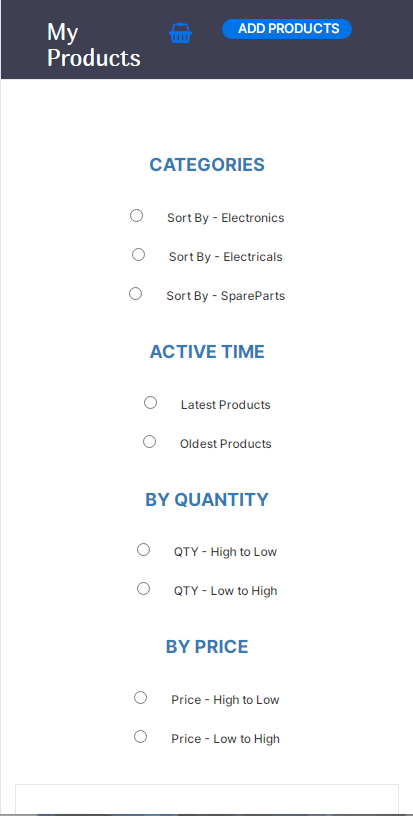 My
Products
ADD PRODUCTS
CATEGORIES
Sort By - Electronics
Sort By - Electricals
Sort By - SpareParts
ACTIVE TIME
Latest Products
Oldest Products
BY QUANTITY
QTY - High to Low
QTY - Low to High
BY PRICE
Price - High to Low
Price - Low to High